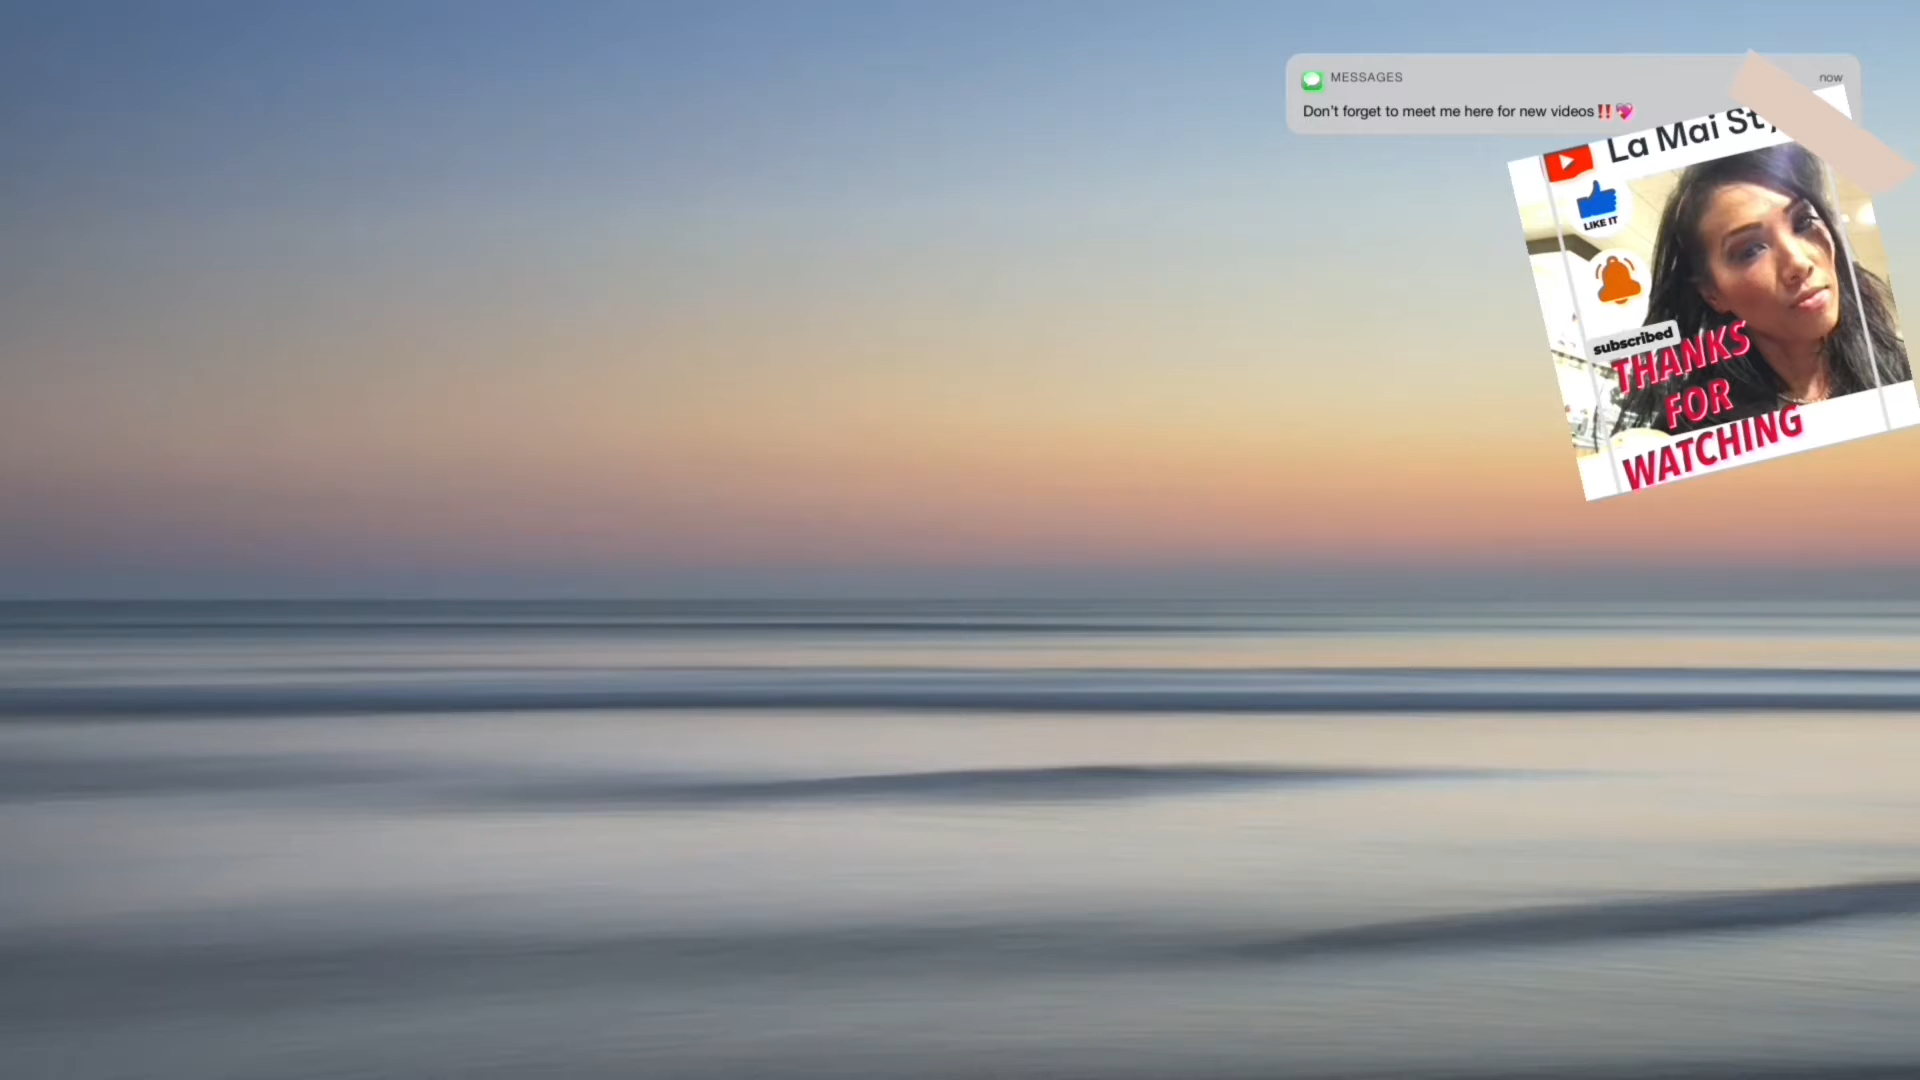 MESSAGES
now
Don't forget to meet me here for new videos‼️💘
La Mai
LIKE IT
subscribed
THANKS
FOR
WATCHING